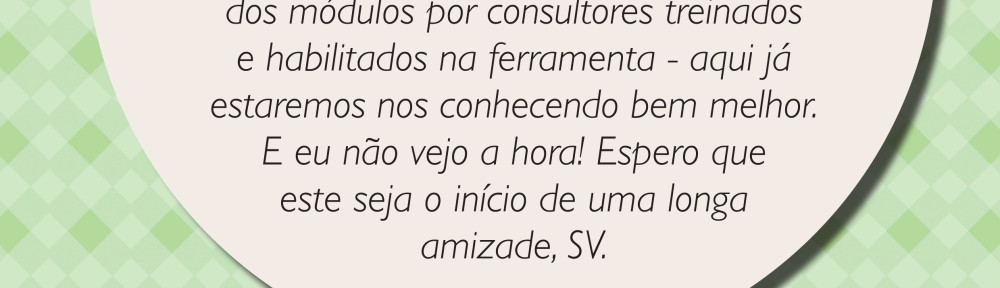 dos módulos por consultores treinados
e habilitados na ferramenta - aqui já
estaremos nos conhecendo bem melhor.
E eu não vejo a hora! Espero que
este seja o início de uma longa
amizade, SV.